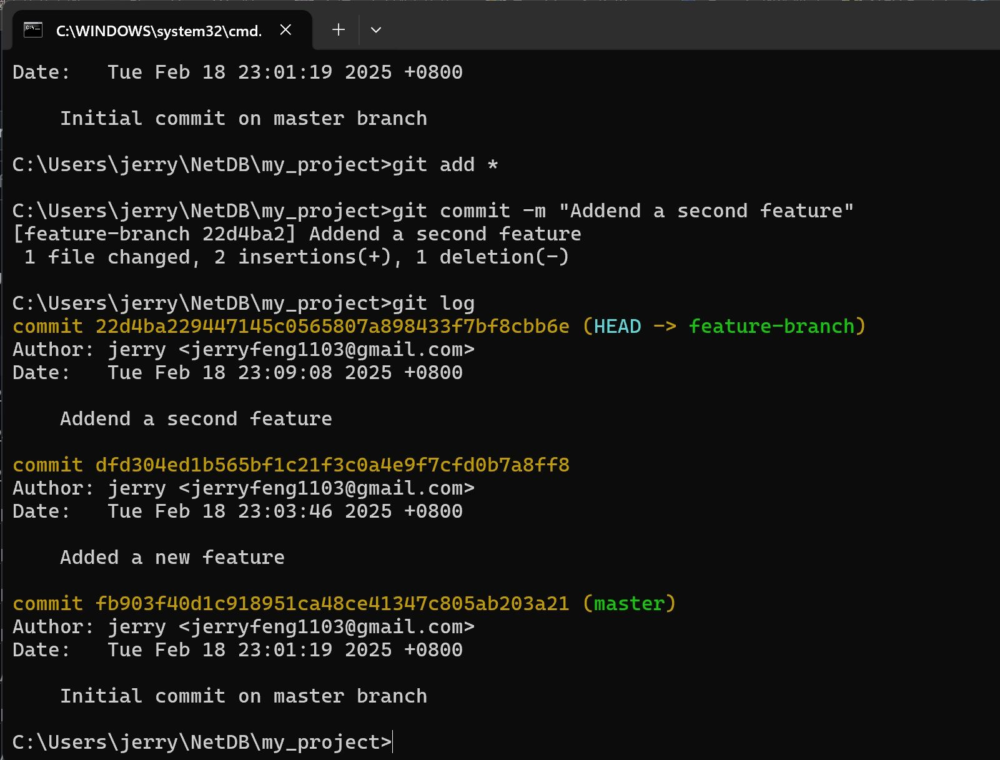 C:\WINDOWS\system32\cmd.
Date:   Tue Feb 18 23:01:19 2025 +0800
Initial commit on master branch
C:\Users\jerry\NetDB\my_project>git add *
C:\Users\jerry\NetDB\my_project>git commit -m "Addend a second feature"
[feature-branch 22d4ba2] Addend a second feature
1 file changed, 2 insertions(+), 1 deletion(-)
C:\Users\jerry\NetDB\my_project>git log
commit 22d4ba229447145c0565807a898433f7bf8cbb6e (HEAD -> feature-branch)
Author: jerry <jerryfeng1103@gmail.com>
Date:   Tue Feb 18 23:09:08 2025 +0800
Addend a second feature
commit dfd304ed1b565bf1c21f3c0a4e9f7cfd0b7a8ff8
Author: jerry <jerryfeng1103@gmail.com>
Date:   Tue Feb 18 23:03:46 2025 +0800
Added a new feature
commit fb903f40d1c918951ca48ce41347c805ab203a21 (master)
Author: jerry <jerryfeng1103@gmail.com>
Date:   Tue Feb 18 23:01:19 2025 +0800
Initial commit on master branch
C:\Users\jerry\NetDB\my_project>